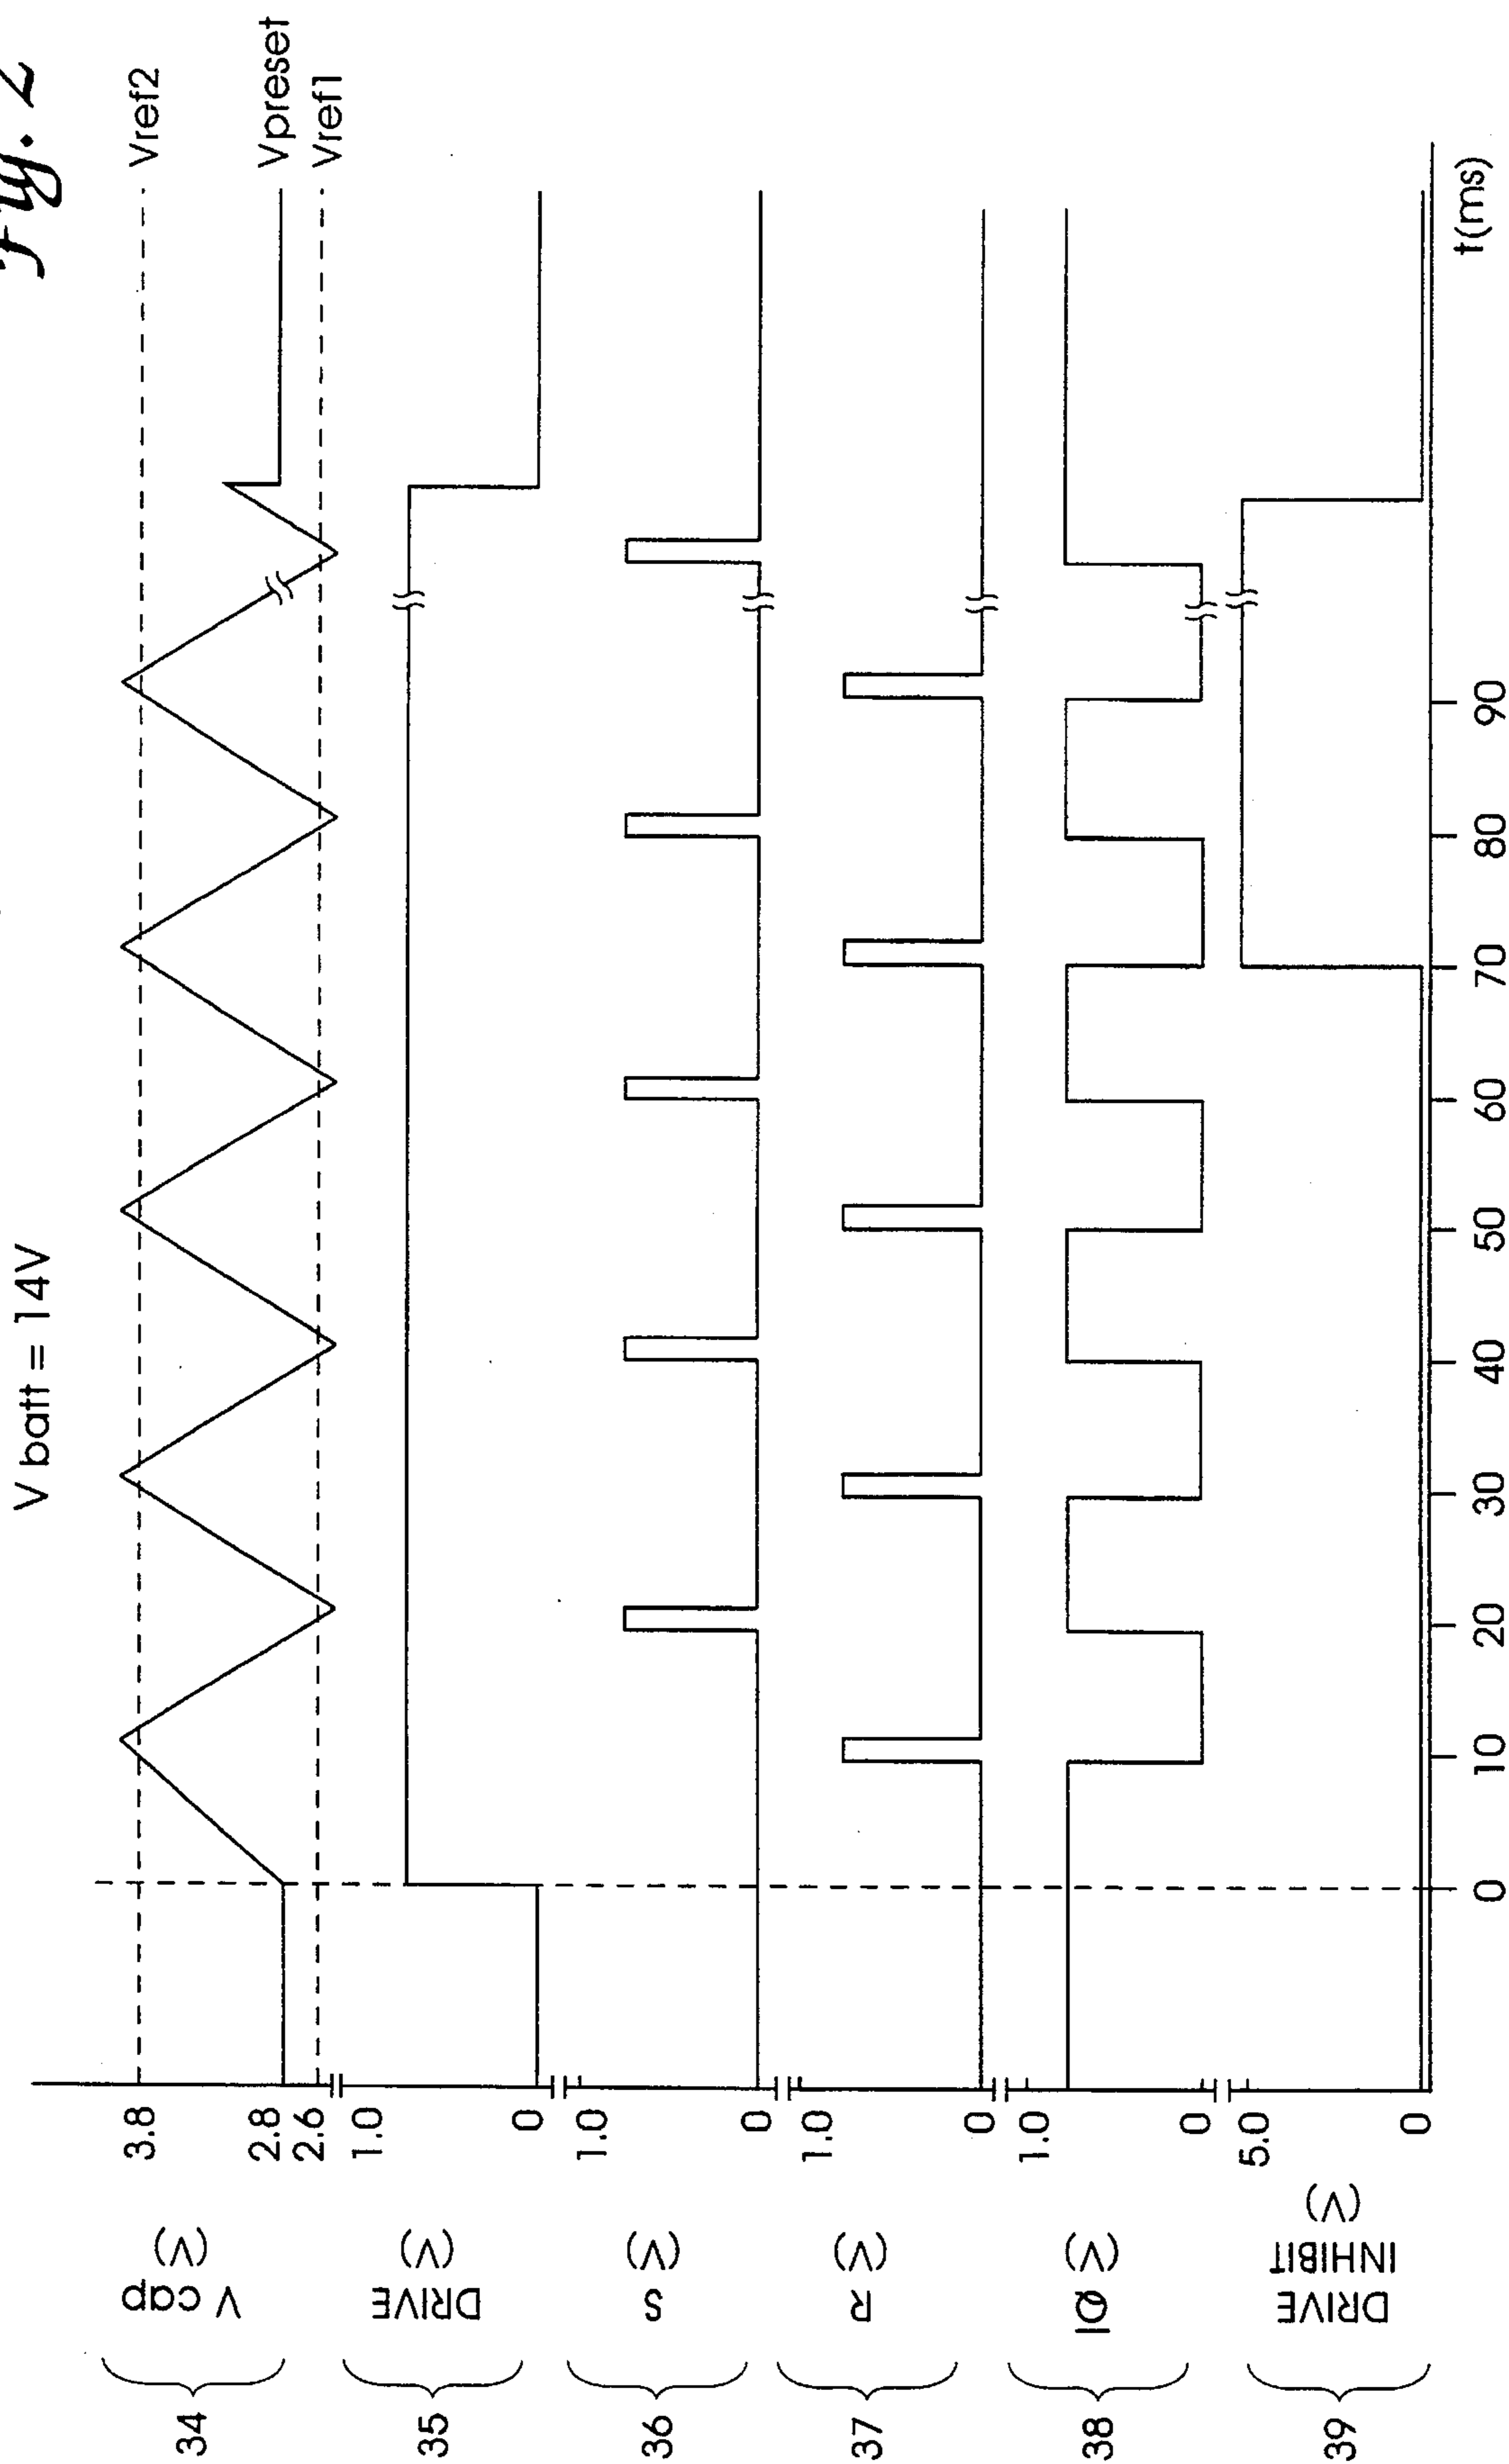 Fig. 2
V batt = 14V
34
V cap
(V)
3.8
2.8
2.6
Vref2
Vpreset
Vref1
35
DRIVE
(V)
1.0
0
36
S
(V)
1.0
0
37
R
(V)
1.0
0
38
Q̅
(V)
1.0
0
39
DRIVE
INHIBIT
(V)
5.0
0
0 10 20 30 40 50 60 70 80 90
t(ms)